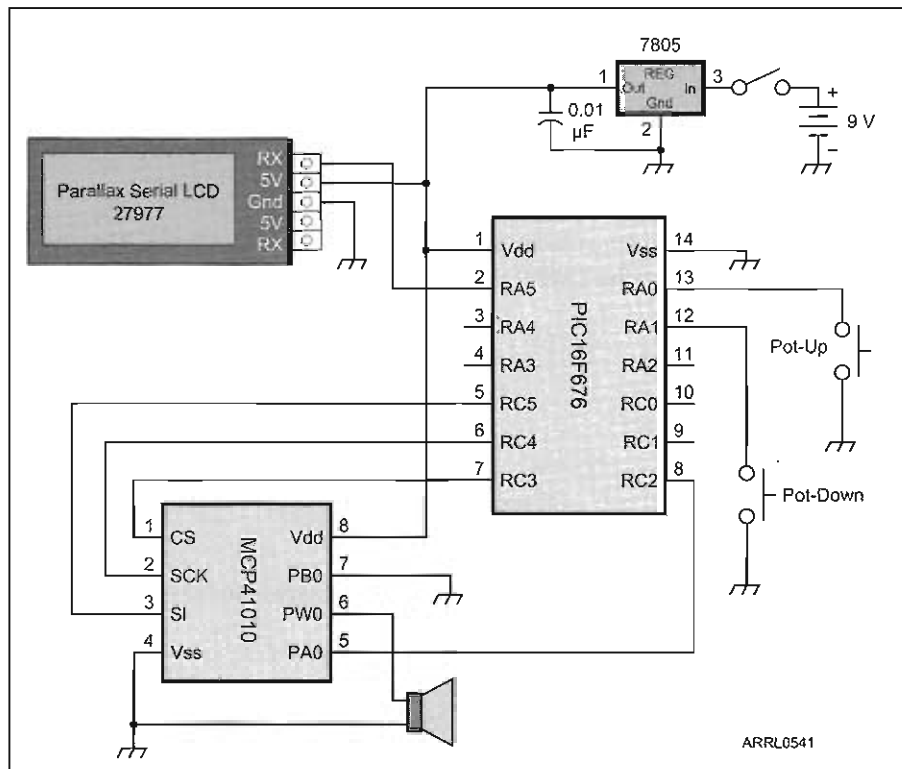 7805
REG
1 Out In 3
Gnd
2
0.01
µF
+
9 V
–
Parallax Serial LCD
27977
RX
5V
Gnd
5V
RX
PIC16F676
1 Vdd Vss 14
2 RA5 RA0 13
3 RA4 RA1 12
4 RA3 RA2 11
5 RC5 RC0 10
6 RC4 RC1 9
7 RC3 RC2 8
Pot-Up
Pot-Down
MCP41010
1 CS Vdd 8
2 SCK PB0 7
3 SI PW0 6
4 Vss PA0 5
ARRL0541